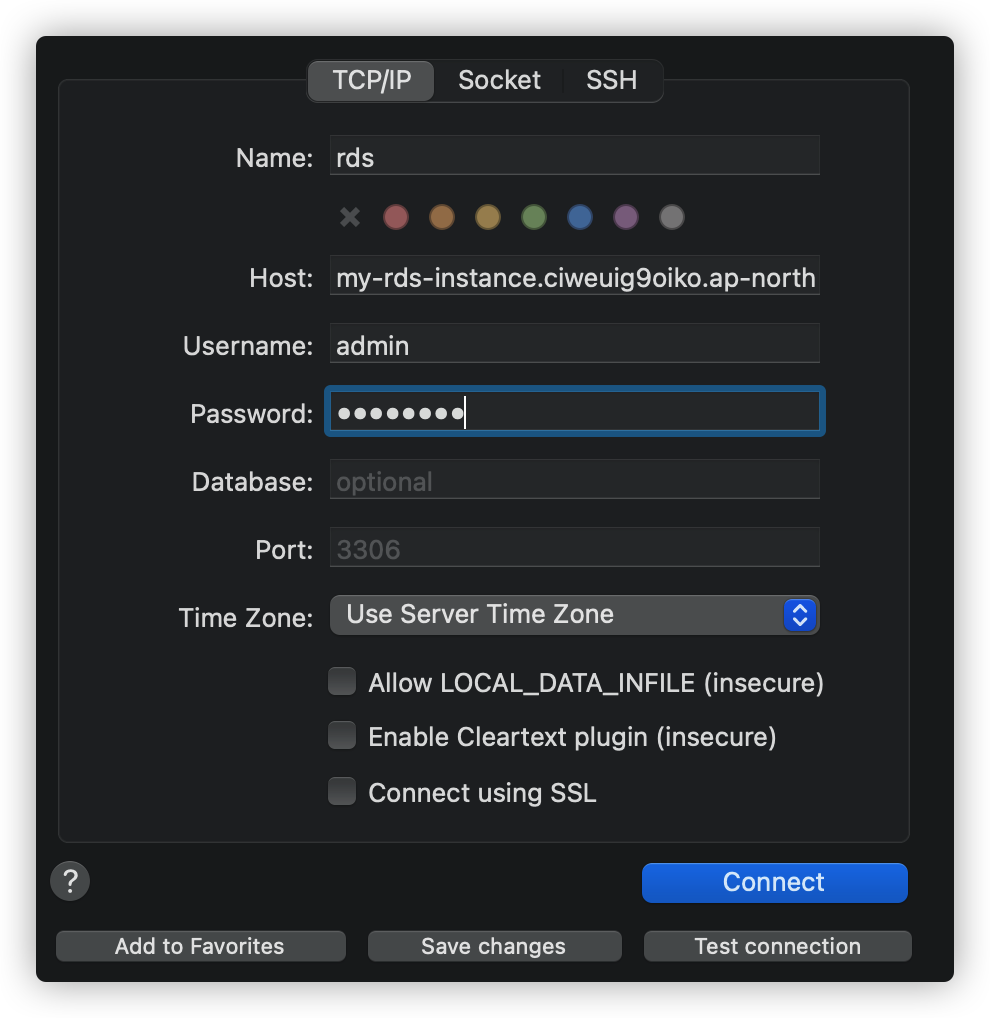 TCP/IP Socket SSH
Name: rds
Host: my-rds-instance.ciweuig9oiko.ap-north
Username: admin
Password: ••••••••
Database: optional
Port: 3306
Time Zone: Use Server Time Zone
Allow LOCAL_DATA_INFILE (insecure)
Enable Cleartext plugin (insecure)
Connect using SSL
? Connect
Add to Favorites Save changes Test connection